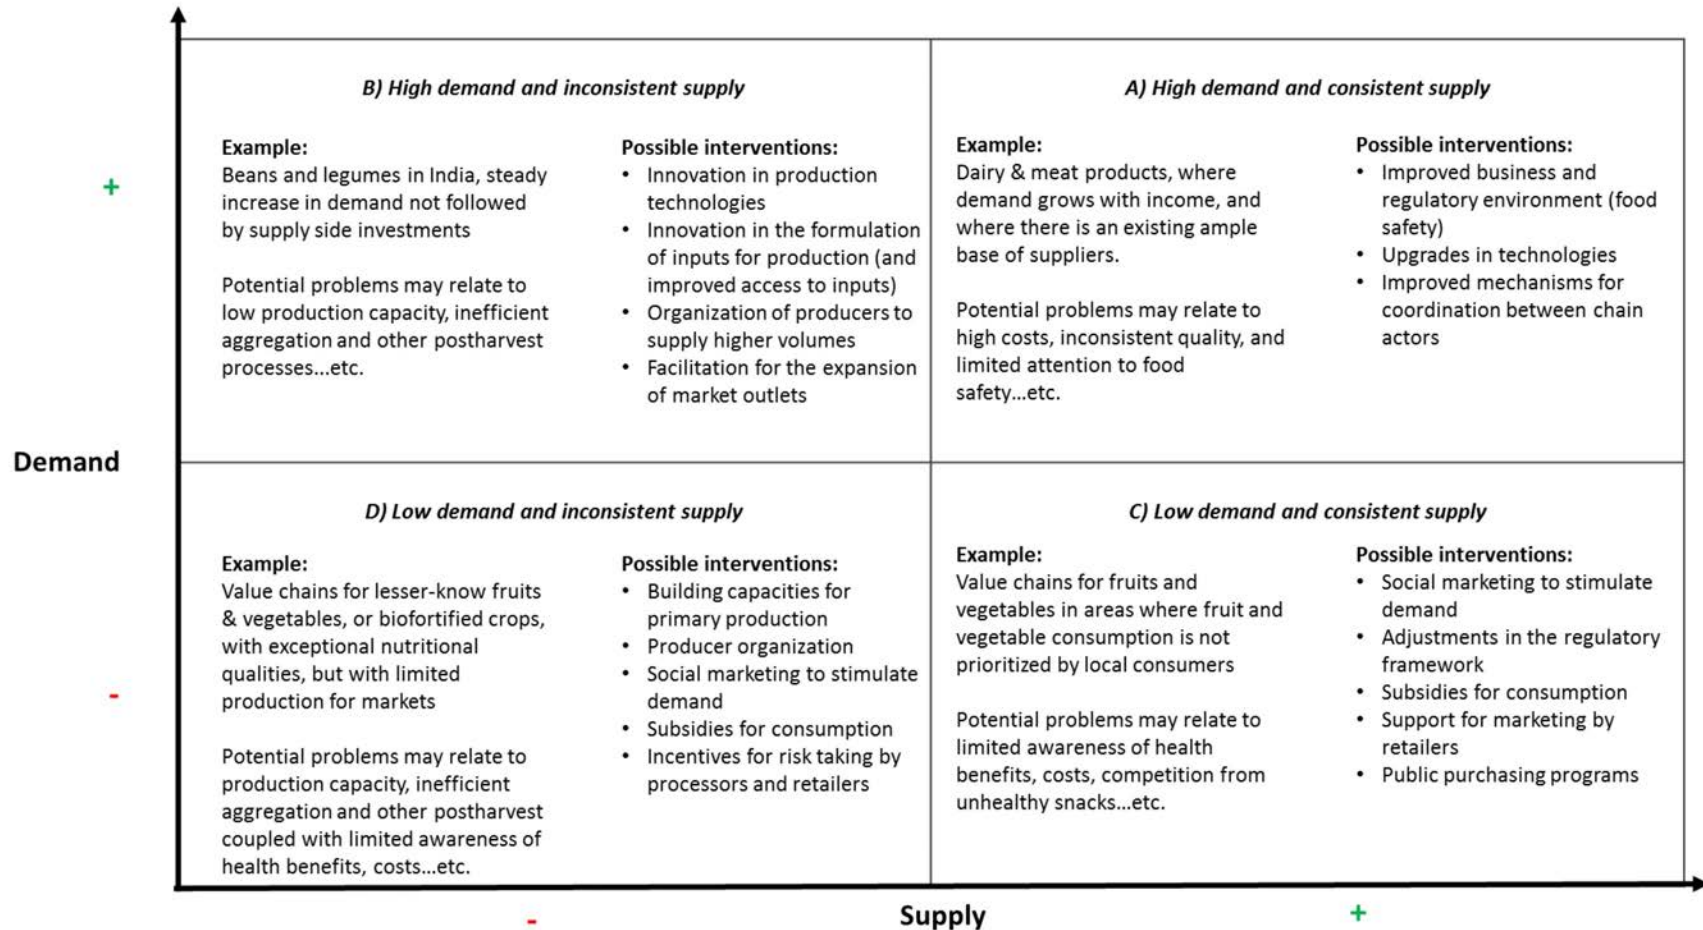 B) High demand and inconsistent supply
Example:
Beans and legumes in India, steady
increase in demand not followed
by supply side investments
Potential problems may relate to
low production capacity, inefficient
aggregation and other postharvest
processes...etc.
Possible interventions:
• Innovation in production
technologies
• Innovation in the formulation
of inputs for production (and
improved access to inputs)
• Organization of producers to
supply higher volumes
• Facilitation for the expansion
of market outlets
A) High demand and consistent supply
Example:
Dairy & meat products, where
demand grows with income, and
where there is an existing ample
base of suppliers.
Potential problems may relate to
high costs, inconsistent quality, and
limited attention to food
safety...etc.
Possible interventions:
• Improved business and
regulatory environment (food
safety)
• Upgrades in technologies
• Improved mechanisms for
coordination between chain
actors
+
Demand
-
D) Low demand and inconsistent supply
Example:
Value chains for lesser-know fruits
& vegetables, or biofortified crops,
with exceptional nutritional
qualities, but with limited
production for markets
Potential problems may relate to
production capacity, inefficient
aggregation and other postharvest
coupled with limited awareness of
health benefits, costs...etc.
Possible interventions:
• Building capacities for
primary production
• Producer organization
• Social marketing to stimulate
demand
• Subsidies for consumption
• Incentives for risk taking by
processors and retailers
C) Low demand and consistent supply
Example:
Value chains for fruits and
vegetables in areas where fruit and
vegetable consumption is not
prioritized by local consumers
Potential problems may relate to
limited awareness of health
benefits, costs, competition from
unhealthy snacks...etc.
Possible interventions:
• Social marketing to stimulate
demand
• Adjustments in the regulatory
framework
• Subsidies for consumption
• Support for marketing by
retailers
• Public purchasing programs
- Supply +